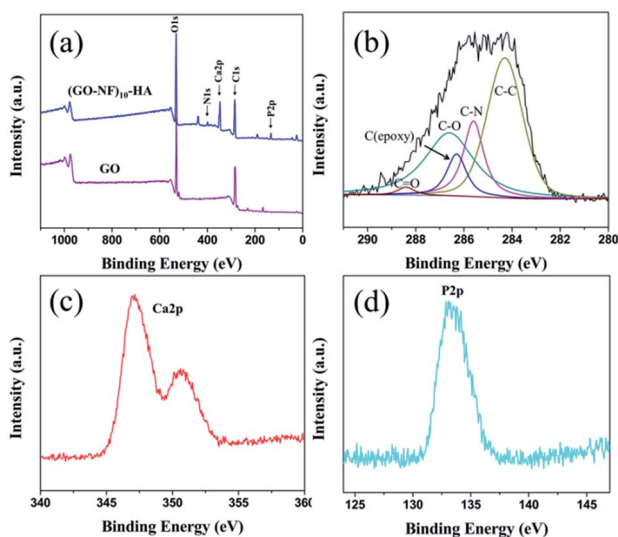 (a)
O1s
(GO-NF)10-HA
N1s
Ca2p
C1s
P2p
GO
Intensity (a.u.)
1000 800 600 400 200 0
Binding Energy (eV)
(b)
C-C
C-N
C-O
C(epoxy)
C=O
Intensity (a.u.)
290 288 286 284 282 280
Binding Energy (eV)
(c)
Ca2p
Intensity (a.u.)
340 345 350 355 36
Binding Energy (eV)
(d)
P2p
Intensity (a.u.)
125 130 135 140 145
Binding Energy (eV)